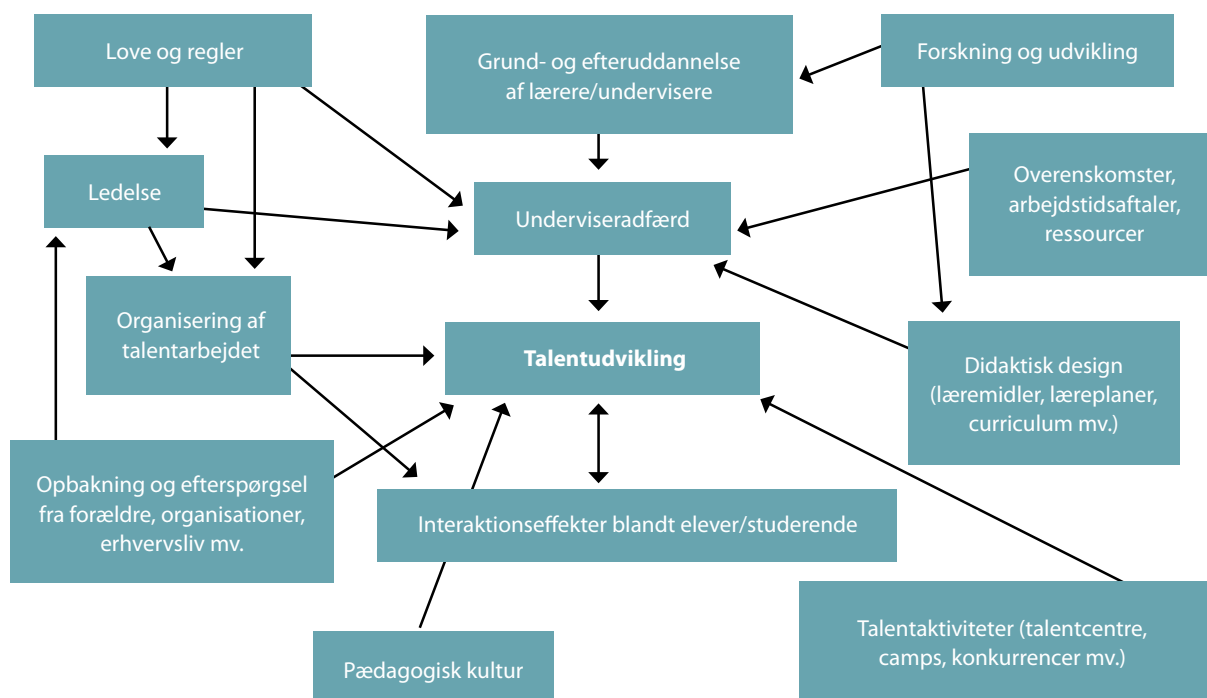 Love og regler
Grund- og efteruddannelse
af lærere/undervisere
Forskning og udvikling
Ledelse
Underviseradfærd
Overenskomster,
arbejdstidsaftaler,
ressourcer
Organisering af
talentarbejdet
Talentudvikling
Didaktisk design
(læremidler, læreplaner,
curriculum mv.)
Opbakning og efterspørgsel
fra forældre, organisationer,
erhvervsliv mv.
Interaktionseffekter blandt elever/studerende
Pædagogisk kultur
Talentaktiviteter (talentcentre,
camps, konkurrencer mv.)